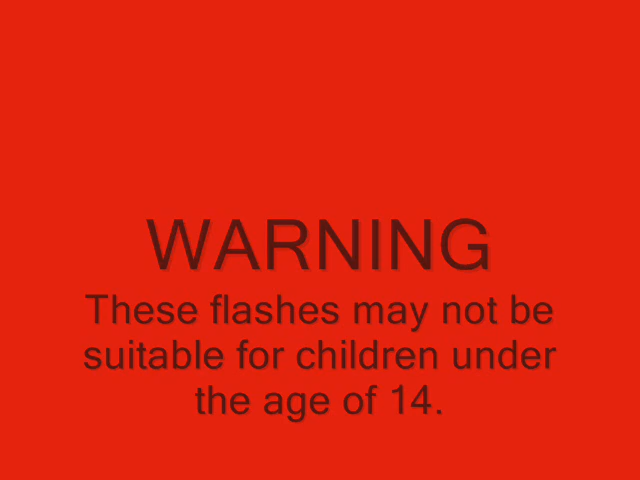 WARNING
These flashes may not be
suitable for children under
the age of 14.